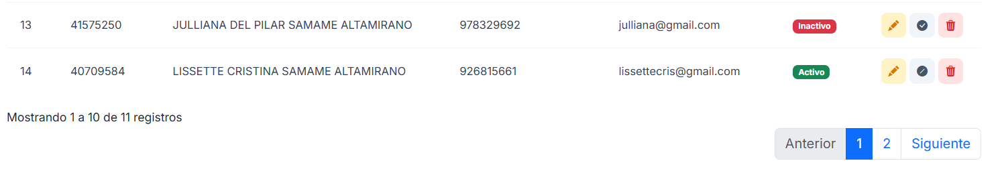 13 41575250 JULLIANA DEL PILAR SAMAME ALTAMIRANO 978329692 julliana@gmail.com Inactivo
14 40709584 LISSETTE CRISTINA SAMAME ALTAMIRANO 926815661 lissettecris@gmail.com Activo
Mostrando 1 a 10 de 11 registros
Anterior 1 2 Siguiente